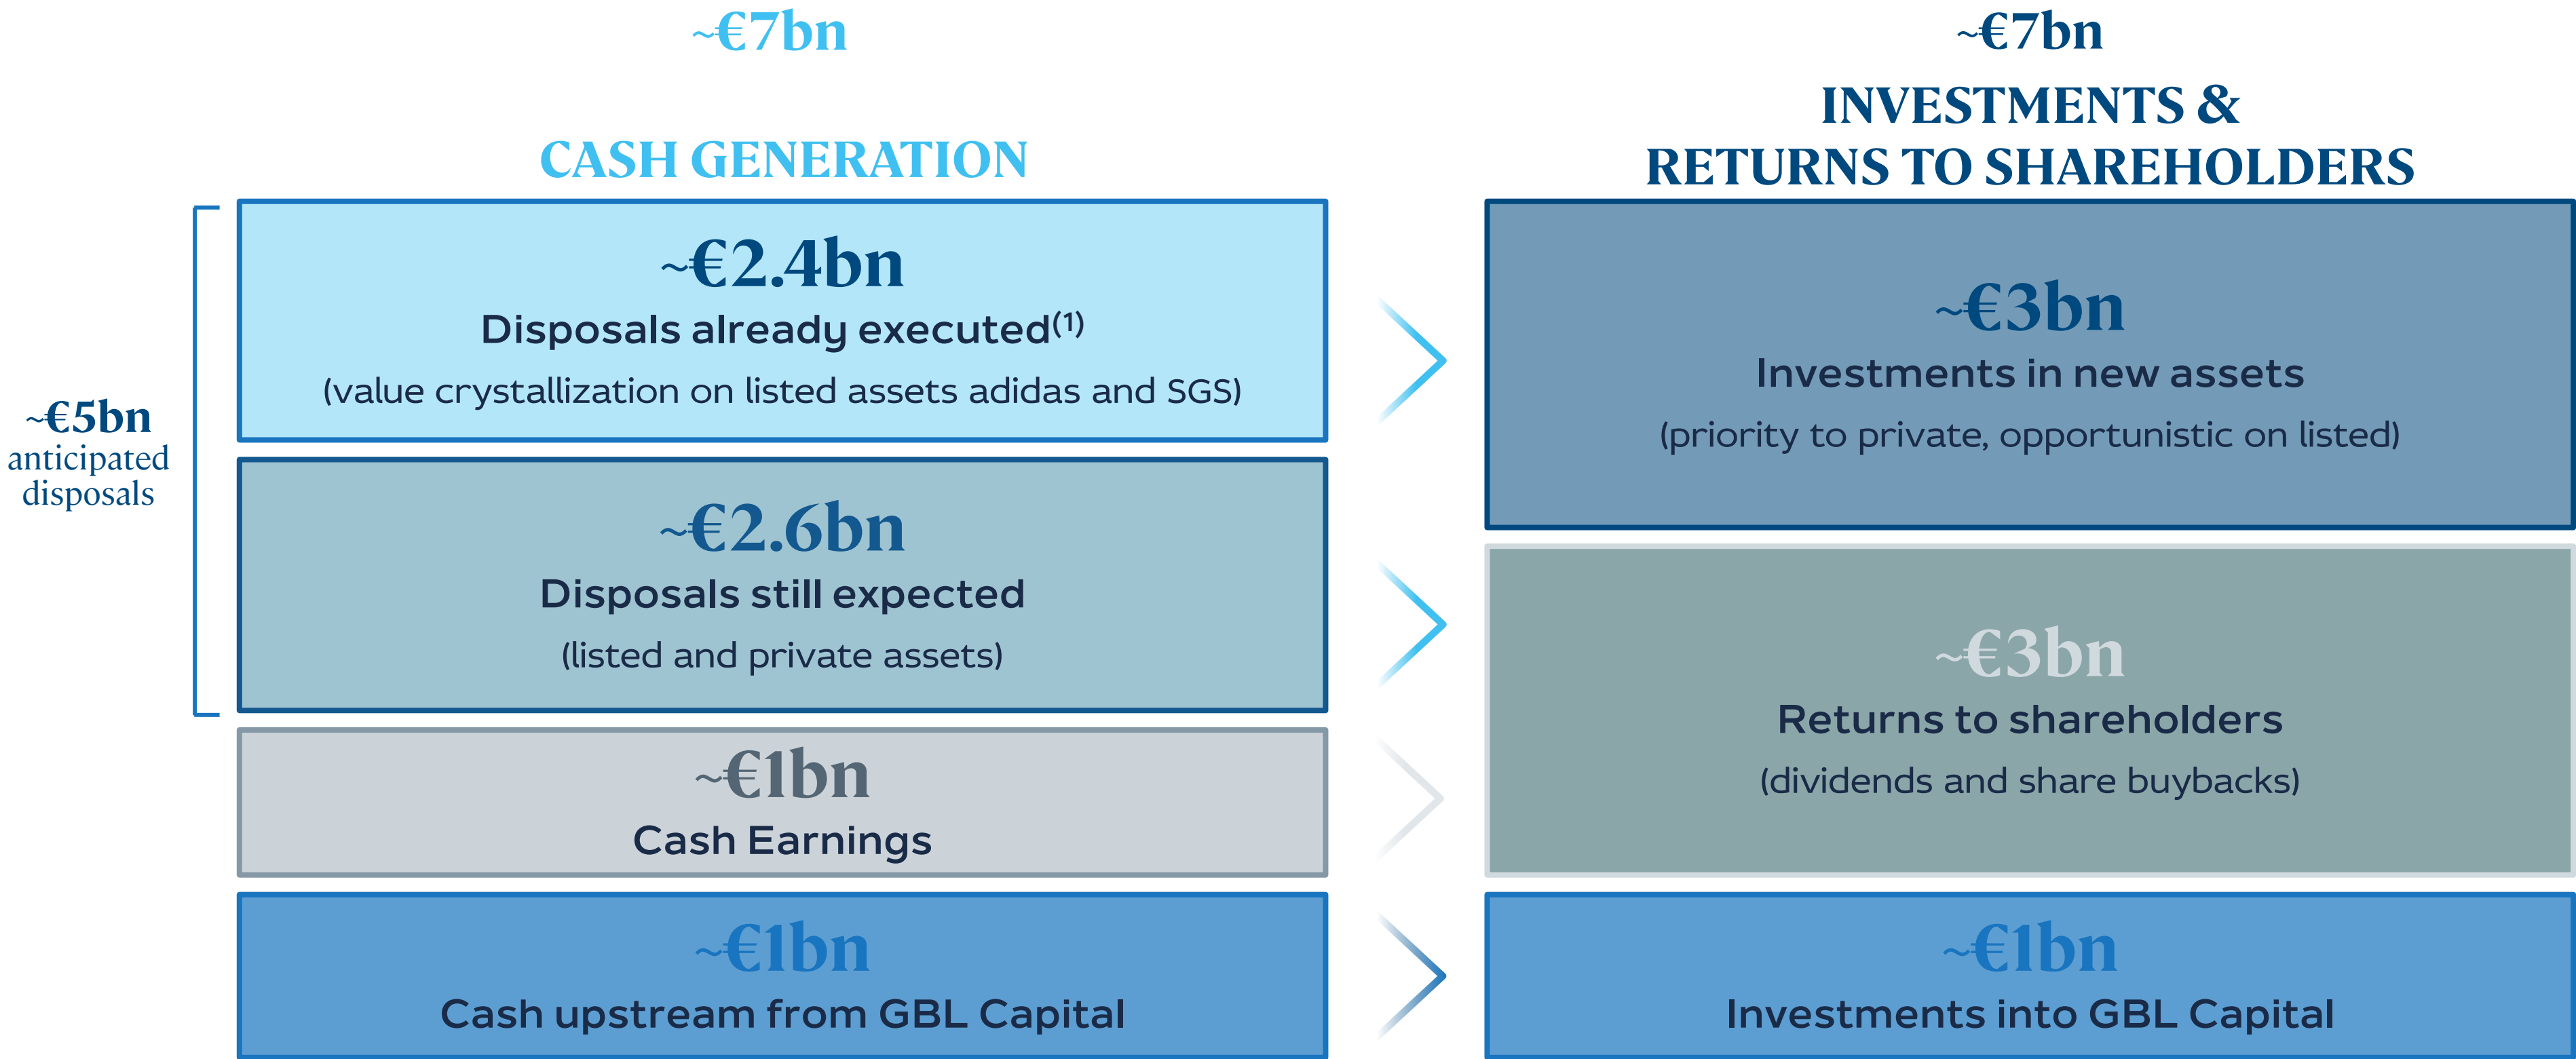 ~€7bn
CASH GENERATION
~€5bn
anticipated
disposals
~€2.4bn
Disposals already executed(1)
(value crystallization on listed assets adidas and SGS)
~€2.6bn
Disposals still expected
(listed and private assets)
~€1bn
Cash Earnings
~€1bn
Cash upstream from GBL Capital
~€7bn
INVESTMENTS &
RETURNS TO SHAREHOLDERS
~€3bn
Investments in new assets
(priority to private, opportunistic on listed)
~€3bn
Returns to shareholders
(dividends and share buybacks)
~€1bn
Investments into GBL Capital